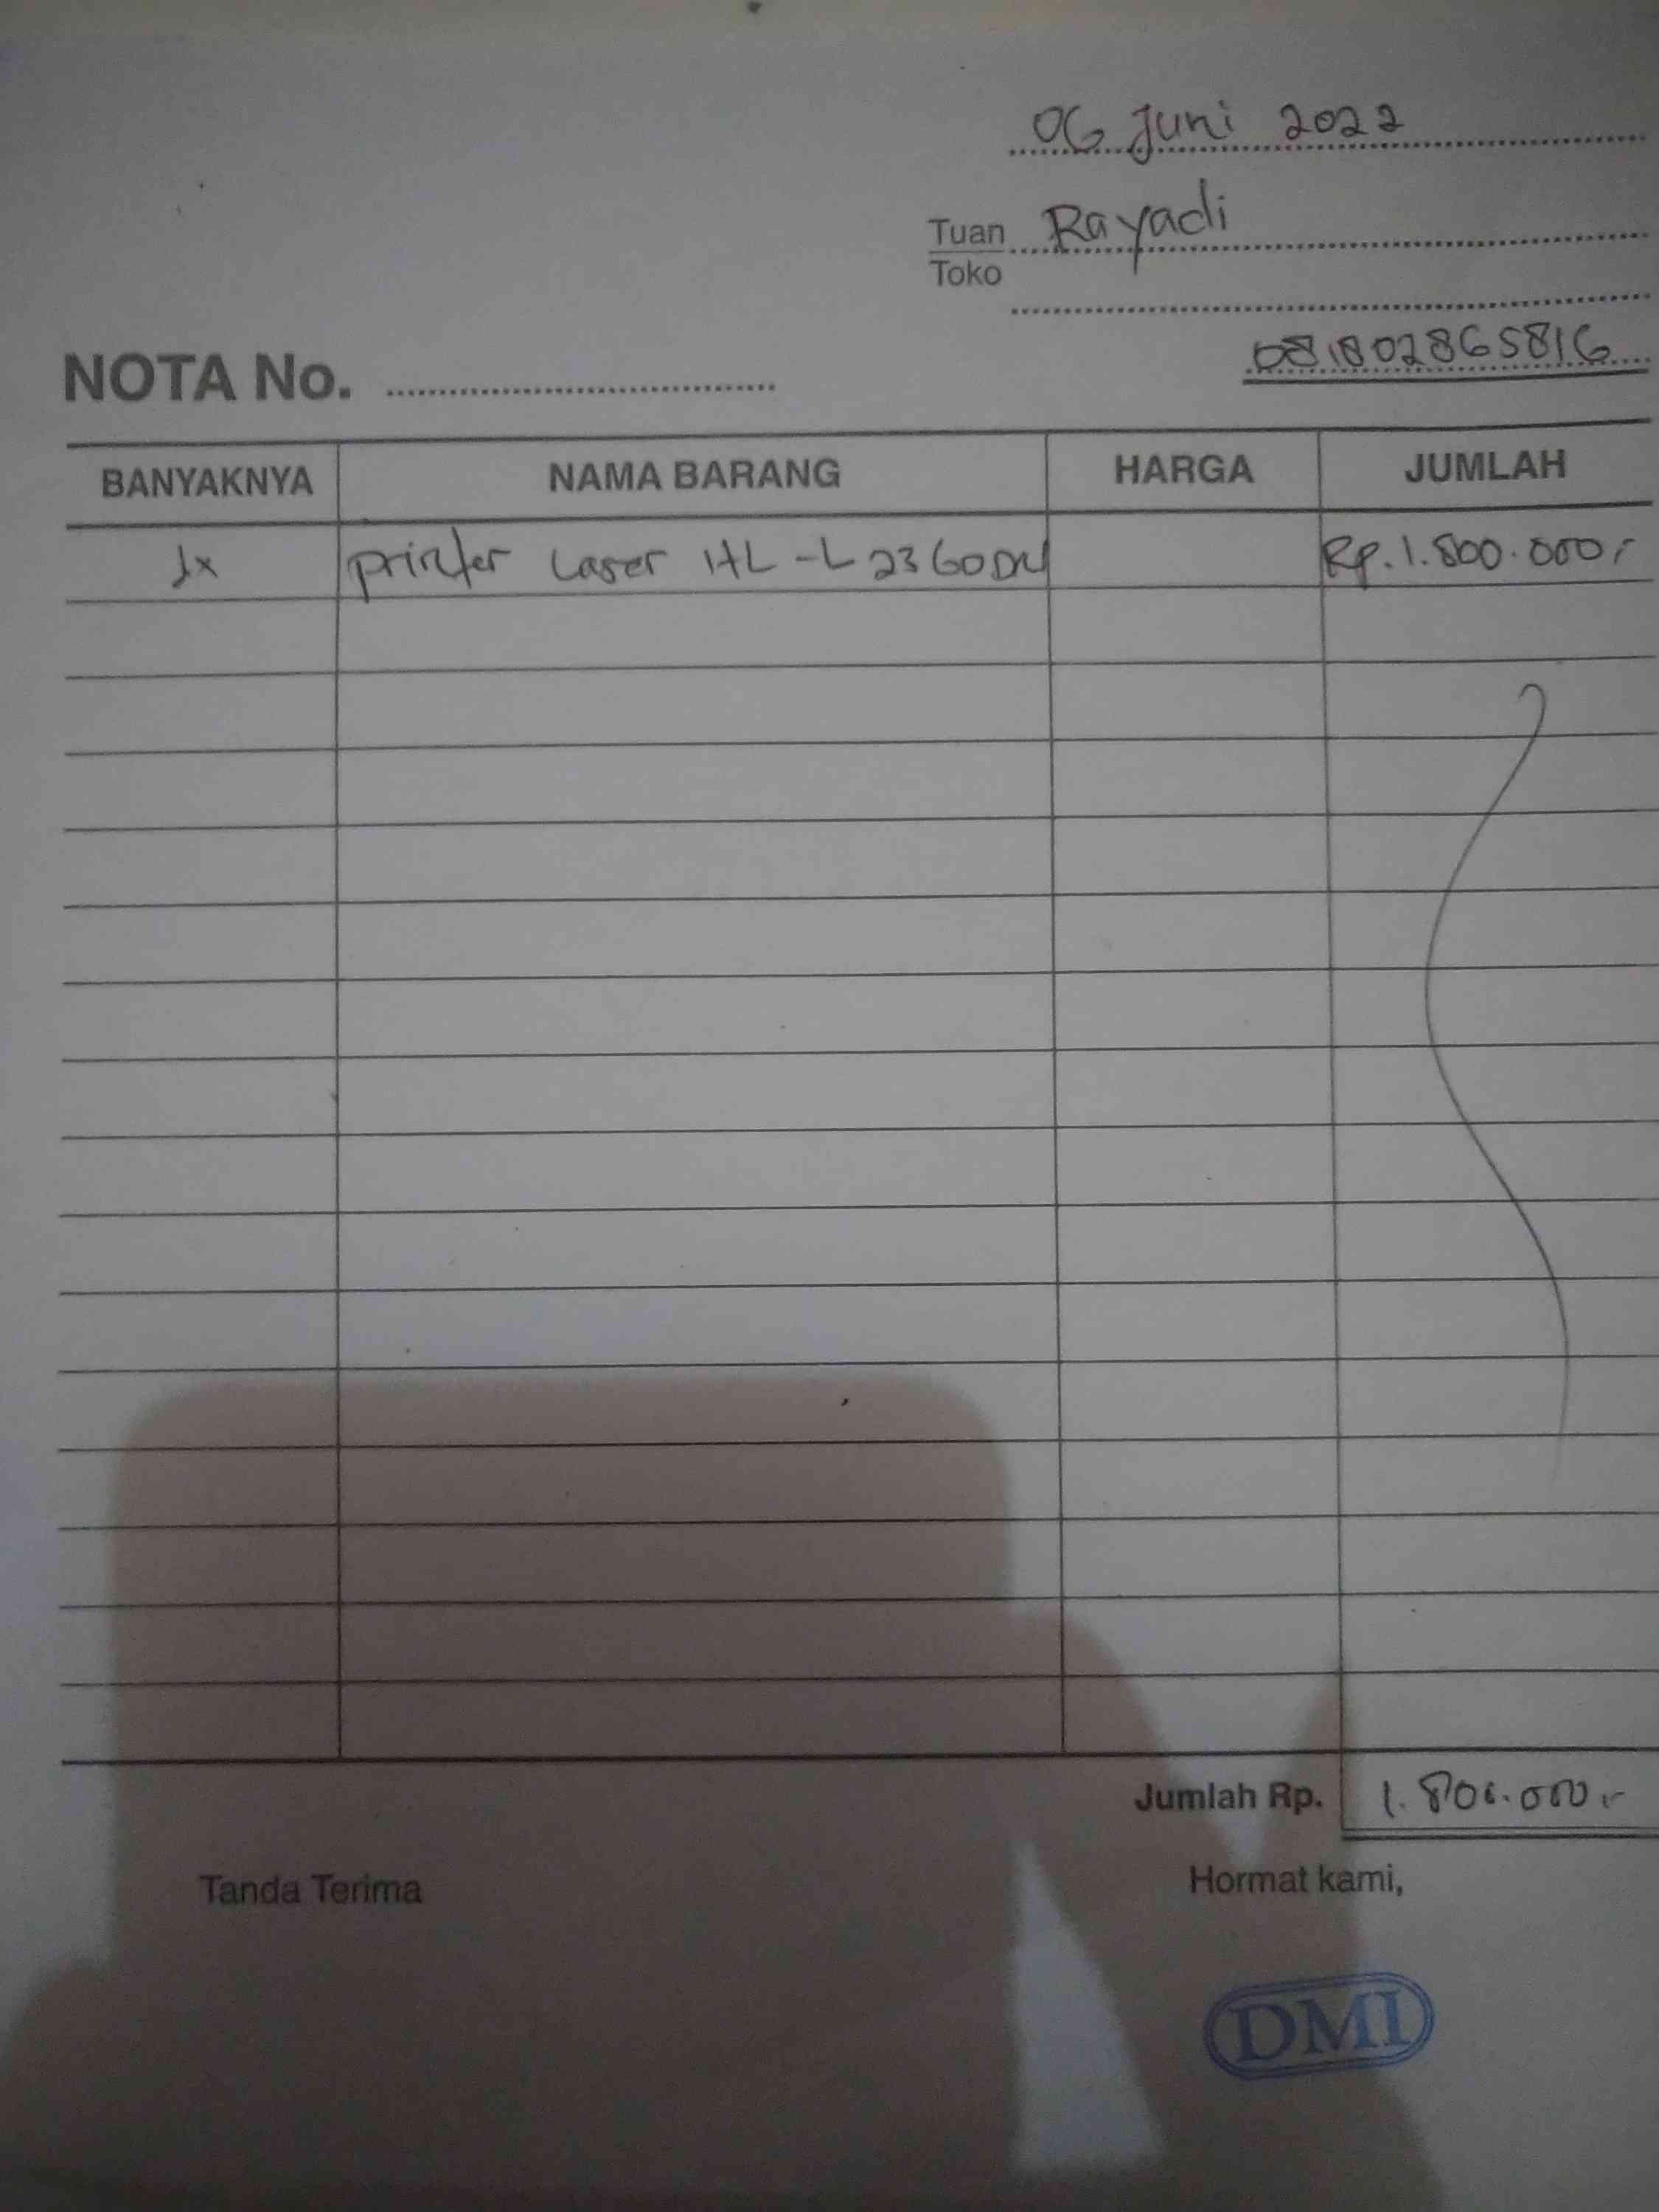 06 Juni 2022
Tuan Rayadi
Toko
081802865816
NOTA No.
BANYAKNYA NAMA BARANG HARGA JUMLAH
1x printer Laser HL-L2360DN Rp.1.800.000,-
Jumlah Rp. 1.800.000,-
Tanda Terima Hormat kami,
DMI